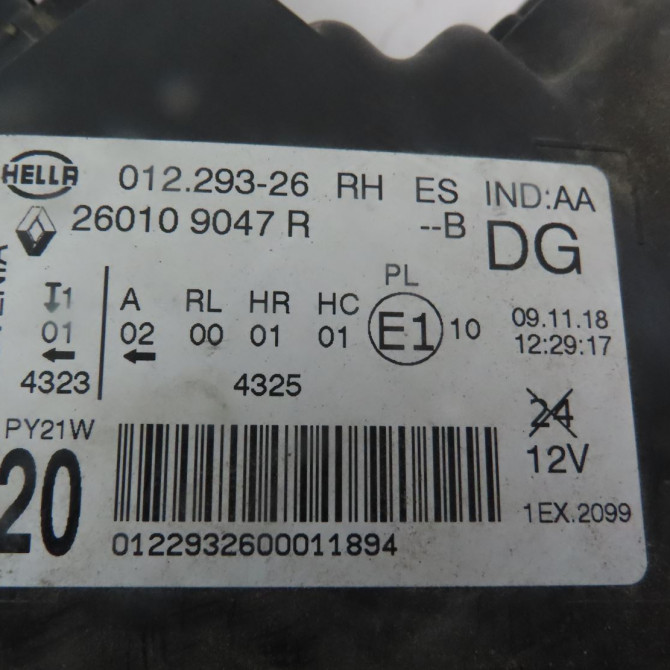 HELLA 012.293-26 RH ES IND:AA
26010 9047 R --B DG
PL
1 A RL HR HC
01 02 00 01 01 E1 10 09.11.18
12:29:17
4323 4325
PY21W 24
12V
20
1EX.2099
0122932600011894